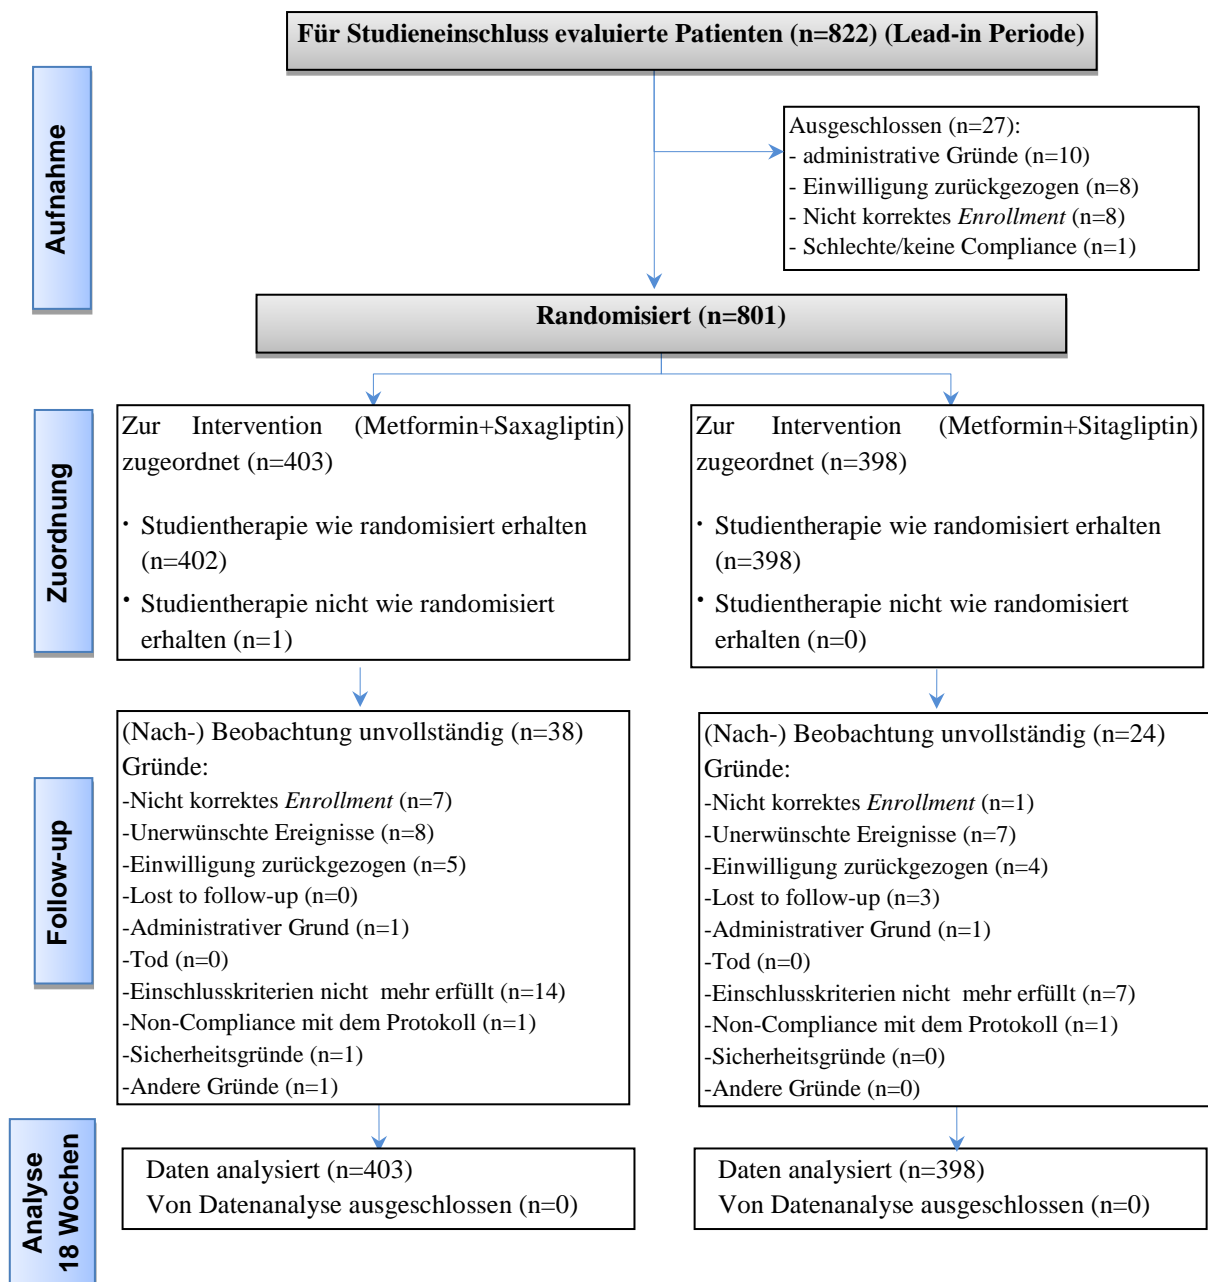 Für Studieneinschluss evaluierte Patienten (n=822) (Lead-in Periode)
Aufnahme
Ausgeschlossen (n=27):
- administrative Gründe (n=10)
- Einwilligung zurückgezogen (n=8)
- Nicht korrektes Enrollment (n=8)
- Schlechte/keine Compliance (n=1)
Randomisiert (n=801)
Zuordnung
Zur Intervention (Metformin+Saxagliptin)
zugeordnet (n=403)
· Studientherapie wie randomisiert erhalten
(n=402)
· Studientherapie nicht wie randomisiert
erhalten (n=1)
Zur Intervention (Metformin+Sitagliptin)
zugeordnet (n=398)
· Studientherapie wie randomisiert erhalten
(n=398)
· Studientherapie nicht wie randomisiert
erhalten (n=0)
Follow-up
(Nach-) Beobachtung unvollständig (n=38)
Gründe:
-Nicht korrektes Enrollment (n=7)
-Unerwünschte Ereignisse (n=8)
-Einwilligung zurückgezogen (n=5)
-Lost to follow-up (n=0)
-Administrativer Grund (n=1)
-Tod (n=0)
-Einschlusskriterien nicht mehr erfüllt (n=14)
-Non-Compliance mit dem Protokoll (n=1)
-Sicherheitsgründe (n=1)
-Andere Gründe (n=1)
(Nach-) Beobachtung unvollständig (n=24)
Gründe:
-Nicht korrektes Enrollment (n=1)
-Unerwünschte Ereignisse (n=7)
-Einwilligung zurückgezogen (n=4)
-Lost to follow-up (n=3)
-Administrativer Grund (n=1)
-Tod (n=0)
-Einschlusskriterien nicht mehr erfüllt (n=7)
-Non-Compliance mit dem Protokoll (n=1)
-Sicherheitsgründe (n=0)
-Andere Gründe (n=0)
Analyse
18 Wochen
Daten analysiert (n=403)
Von Datenanalyse ausgeschlossen (n=0)
Daten analysiert (n=398)
Von Datenanalyse ausgeschlossen (n=0)